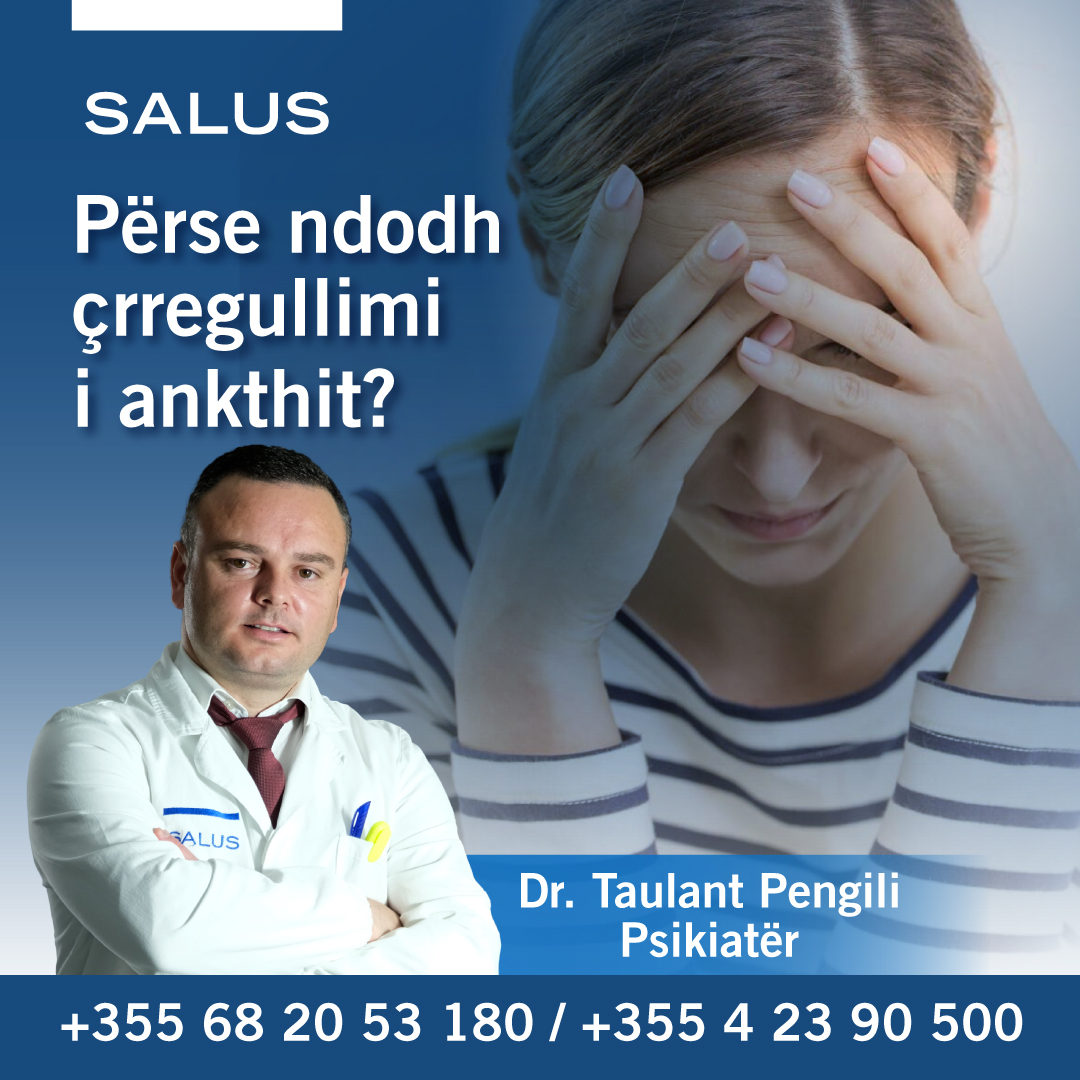 SALUS
Përse ndodh
çrregullimi
i ankthit?
SALUS
Dr. Taulant Pengili
Psikiatër
+355 68 20 53 180 / +355 4 23 90 500